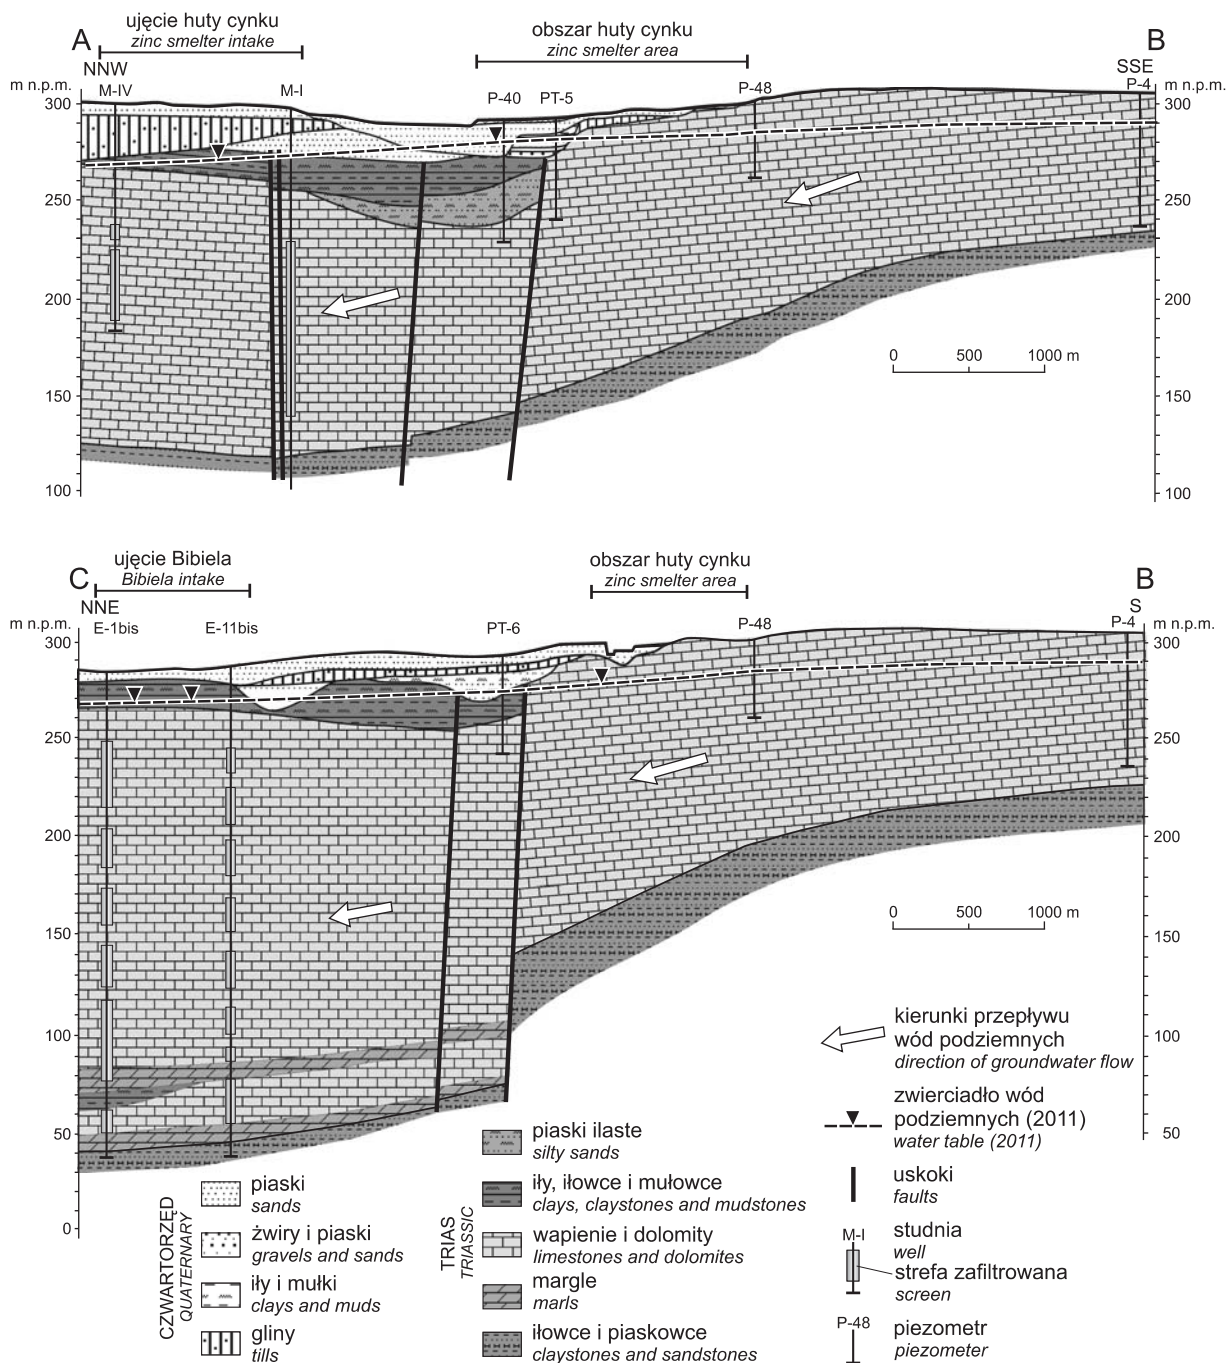 ujęcie huty cynku
zinc smelter intake
obszar huty cynku
zinc smelter area
A
B
NNW
SSE
m n.p.m.
M-IV
M-I
P-40
PT-5
P-48
P-4
m n.p.m.
300
300
250
250
200
200
0
500
1000 m
150
150
100
100
ujęcie Bibiela
Bibiela intake
obszar huty cynku
zinc smelter area
C
B
NNE
S
m n.p.m.
E-1bis
E-11bis
PT-6
P-48
P-4
m n.p.m.
300
300
250
250
200
200
0
500
1000 m
150
150
100
100
50
50
0
kierunki przepływu
wód podziemnych
direction of groundwater flow
zwierciadło wód
podziemnych (2011)
water table (2011)
uskoki
faults
M-I
studnia
well
strefa zafiltrowana
screen
P-48
piezometr
piezometer
CZWARTORZĘD
QUATERNARY
piaski
sands
żwiry i piaski
gravels and sands
iły i mułki
clays and muds
gliny
tills
TRIAS
TRIASSIC
piaski ilaste
silty sands
iły, iłowce i mułowce
clays, claystones and mudstones
wapienie i dolomity
limestones and dolomites
margle
marls
iłowce i piaskowce
claystones and sandstones